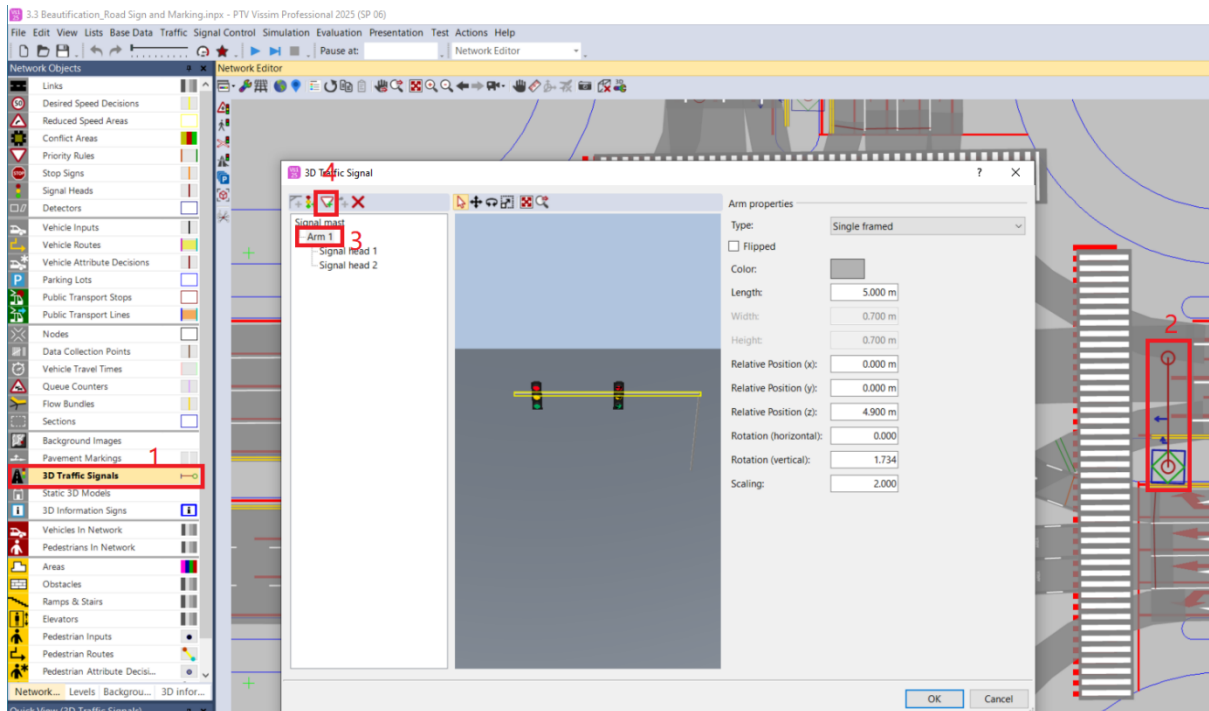 3.3 Beautification_Road Sign and Marking.inpx - PTV Vissim Professional 2025 (SP 06)
File Edit View Lists Base Data Traffic Signal Control Simulation Evaluation Presentation Test Actions Help
Pause at: Network Editor
Network Objects
Network Editor
Links
Desired Speed Decisions
Reduced Speed Areas
Conflict Areas
Priority Rules
Stop Signs
Signal Heads
Detectors
Vehicle Inputs
Vehicle Routes
Vehicle Attribute Decisions
Parking Lots
Public Transport Stops
Public Transport Lines
Nodes
Data Collection Points
Vehicle Travel Times
Queue Counters
Flow Bundles
Sections
Background Images
Pavement Markings
1
3D Traffic Signals
Static 3D Models
3D Information Signs
Vehicles In Network
Pedestrians In Network
Areas
Obstacles
Ramps & Stairs
Elevators
Pedestrian Inputs
Pedestrian Routes
Pedestrian Attribute Decisi...
Network... Levels Backgrou... 3D infor...
Quick View (3D Traffic Signals)
3D Traffic Signal
4
Signal mast
Arm 1
3
Signal head 1
Signal head 2
Arm properties
Type: Single framed
Flipped
Color:
Length: 5.000 m
Width: 0.700 m
Height: 0.700 m
Relative Position (x): 0.000 m
Relative Position (y): 0.000 m
Relative Position (z): 4.900 m
Rotation (horizontal): 0.000
Rotation (vertical): 1.734
Scaling: 2.000
OK Cancel
2